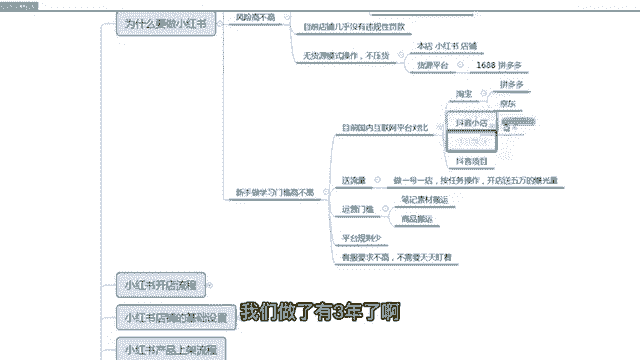 为什么要做小红书
风险高不高
目前店铺几乎没有违规性罚款
无货源模式操作，不压货
本店 小红书 店铺
货源平台
1688 拼多多
新手做学习门槛高不高
目前国内互联网平台对比
淘宝
拼多多
京东
抖音小店
抖音项目
送流量
做一号一店，按任务操作，开店送五万的曝光量
运营门槛
笔记素材搬运
商品搬运
平台规则少
客服要求不高，不需要天天盯着
小红书开店流程
小红书店铺的基础设置
小红书产品上架流程
我们做了有3年了啊